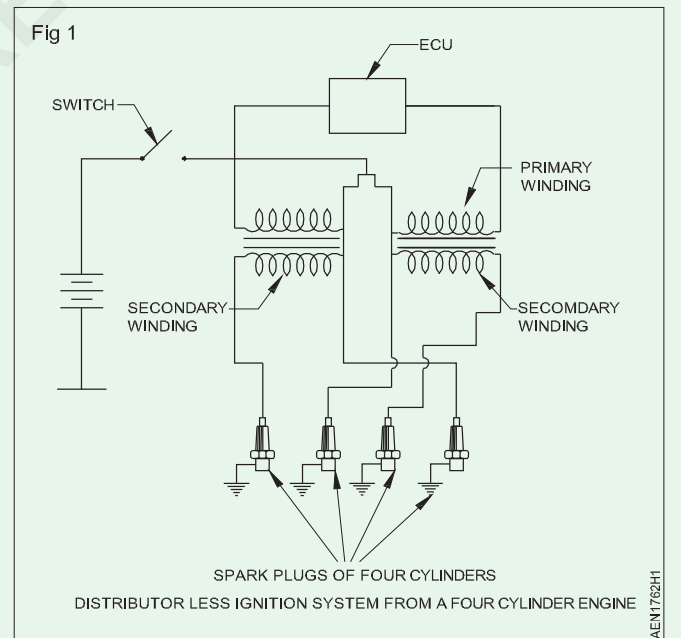 Fig 1
ECU
SWITCH
PRIMARY
WINDING
SECONDARY
WINDING
SECOMDARY
WINDING
SPARK PLUGS OF FOUR CYLINDERS
DISTRIBUTOR LESS IGNITION SYSTEM FROM A FOUR CYLINDER ENGINE
AEN1762H1